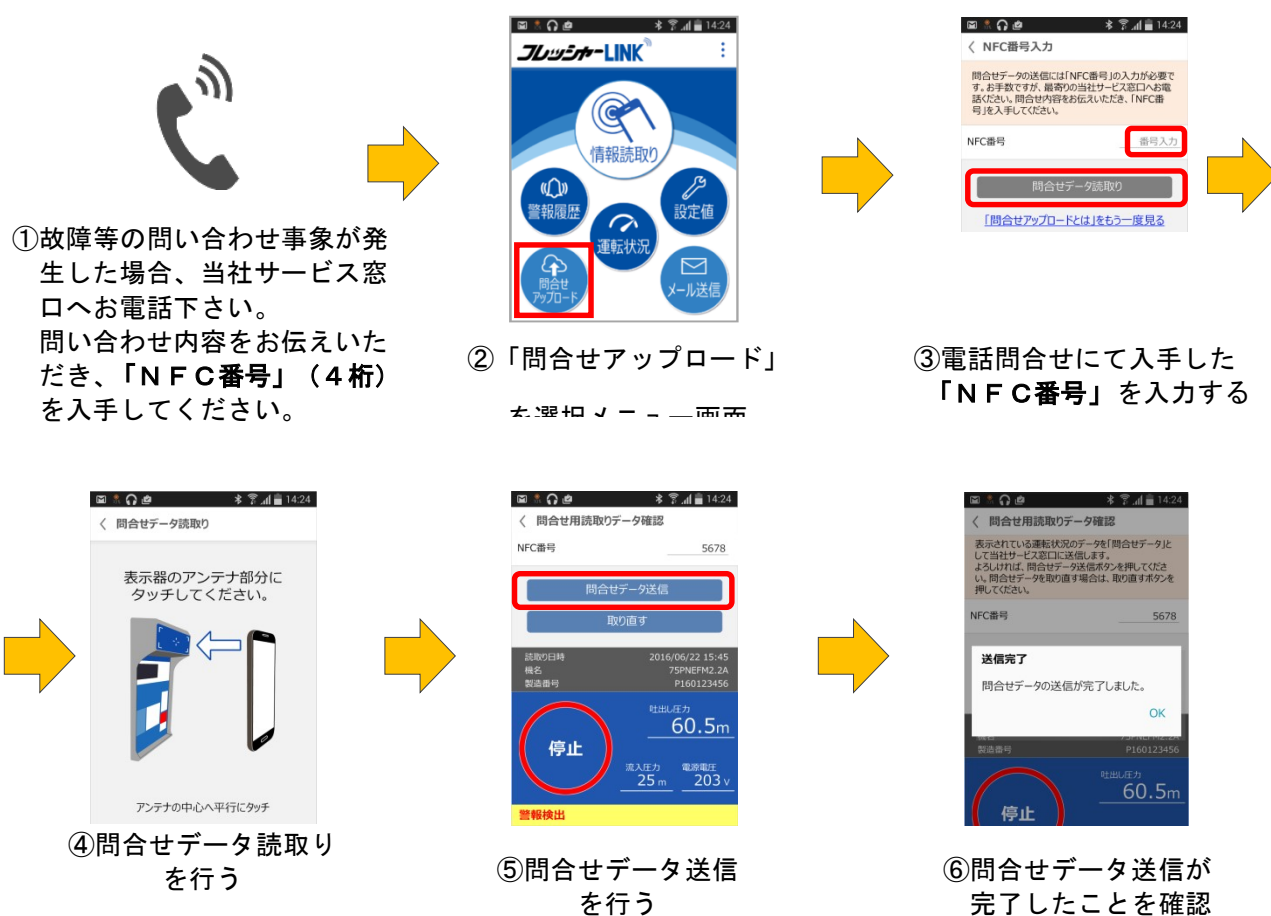 14:24
フレッシャーLINK
情報読取り
警報履歴
設定値
運転状況
問合せ
アップロード
メール送信
14:24
NFC番号入力
問合せデータの送信には「NFC番号」の入力が必要で
す。お手数ですが、最寄りの当社サービス窓口へお電
話ください。問合せ内容をお伝えいただき、「NFC番
号」を入手してください。
NFC番号
番号入力
問合せデータ読取り
「問合せアップロードとは」をもう一度見る
①故障等の問い合わせ事象が発
生した場合、当社サービス窓
口へお電話下さい。
問い合わせ内容をお伝えいた
だき、「ＮＦＣ番号」（４桁）
を入手してください。
②「問合せアップロード」
を選択メニュー画面
③電話問合せにて入手した
「ＮＦＣ番号」を入力する
14:24
問合せデータ読取り
表示器のアンテナ部分に
タッチしてください。
アンテナの中心へ平行にタッチ
④問合せデータ読取り
を行う
14:24
問合せ用読取りデータ確認
NFC番号 5678
問合せデータ送信
取り直す
読取り日時 2016/06/22 15:45
機名 75PNEFM2.2A
製造番号 P160123456
停止
吐出し圧力
60.5m
流入圧力 電源電圧
25 m 203 v
警報検出
⑤問合せデータ送信
を行う
14:24
問合せ用読取りデータ確認
表示されている運転状況のデータを「問合せデータ」と
して当社サービス窓口に送信します。
よろしければ、問合せデータ送信ボタンを押してくださ
い。問合せデータを取り直す場合は、取り直すボタンを
押してください。
NFC番号 5678
送信完了
問合せデータの送信が完了しました。
OK
製造番号 P160123456
停止
吐出し圧力
60.5m
⑥問合せデータ送信が
完了したことを確認